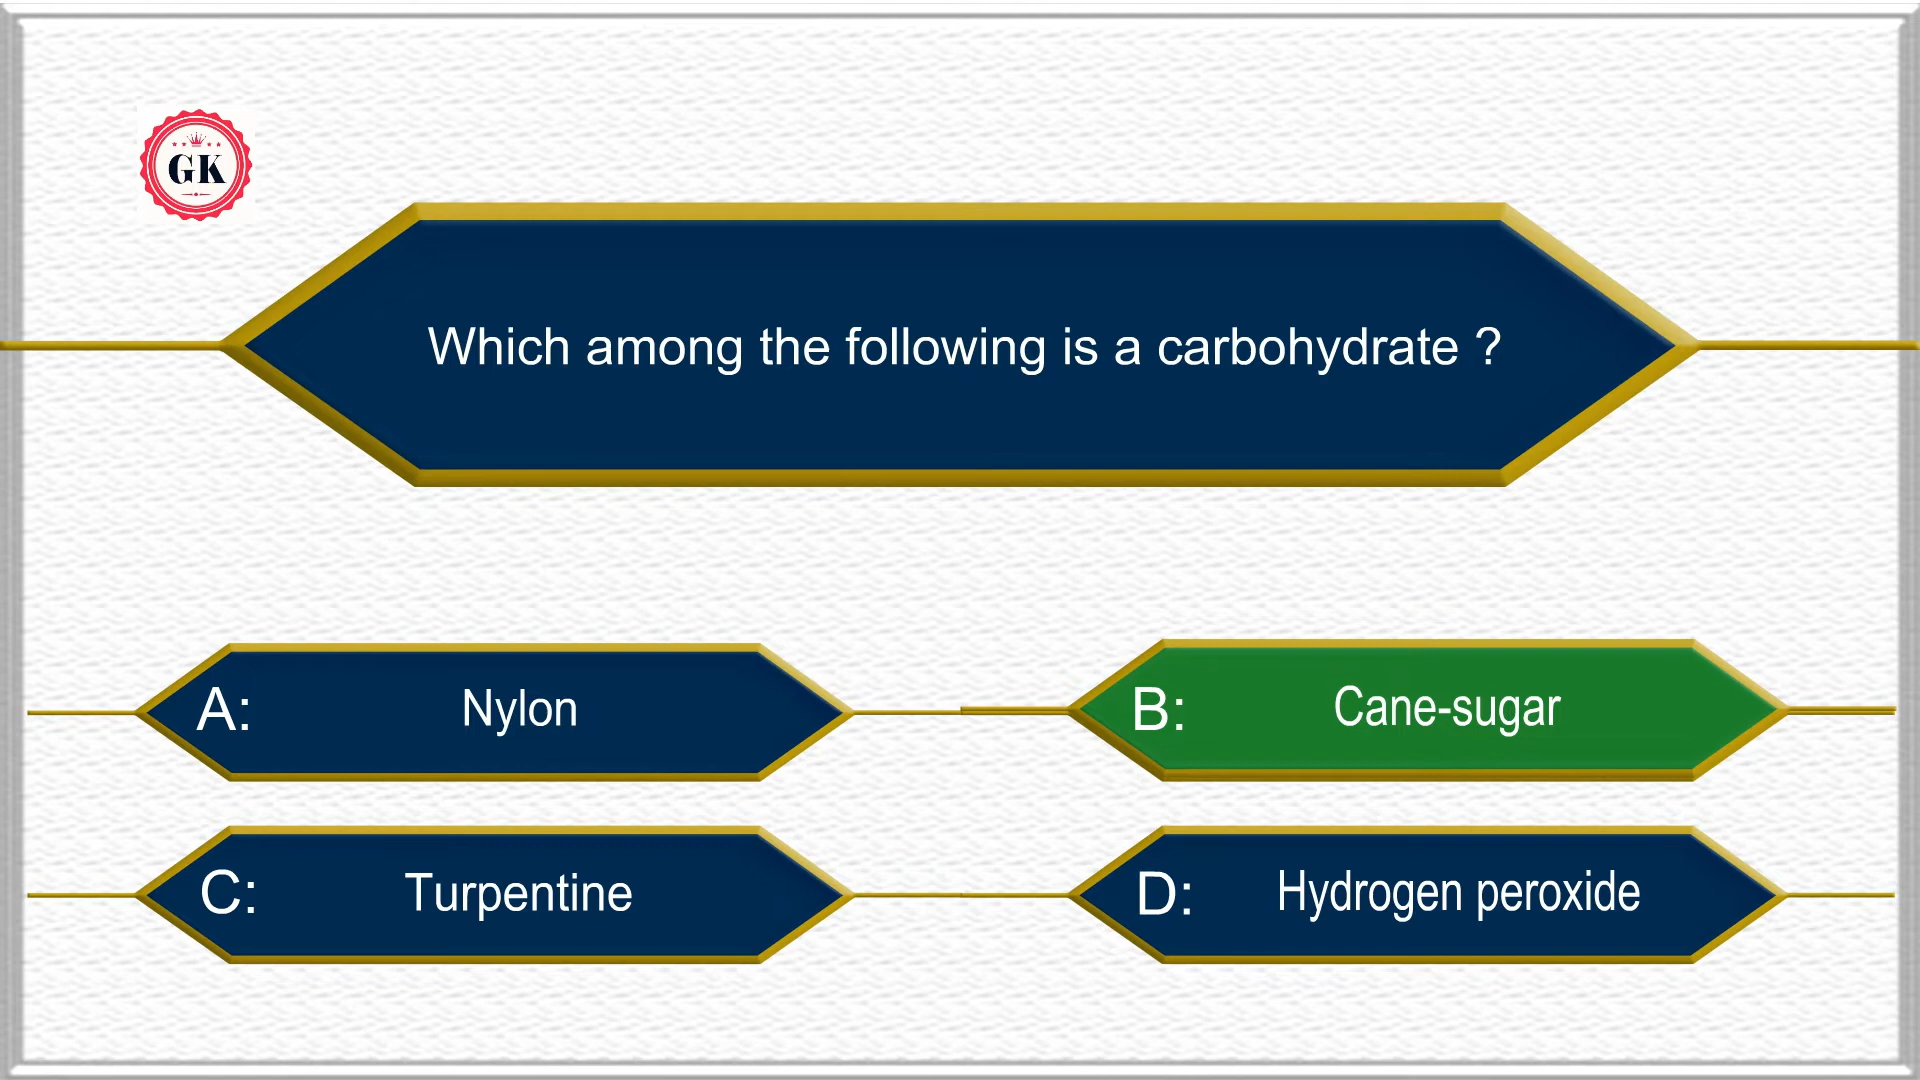 GK
Which among the following is a carbohydrate ?
A: Nylon
B: Cane-sugar
C: Turpentine
D: Hydrogen peroxide